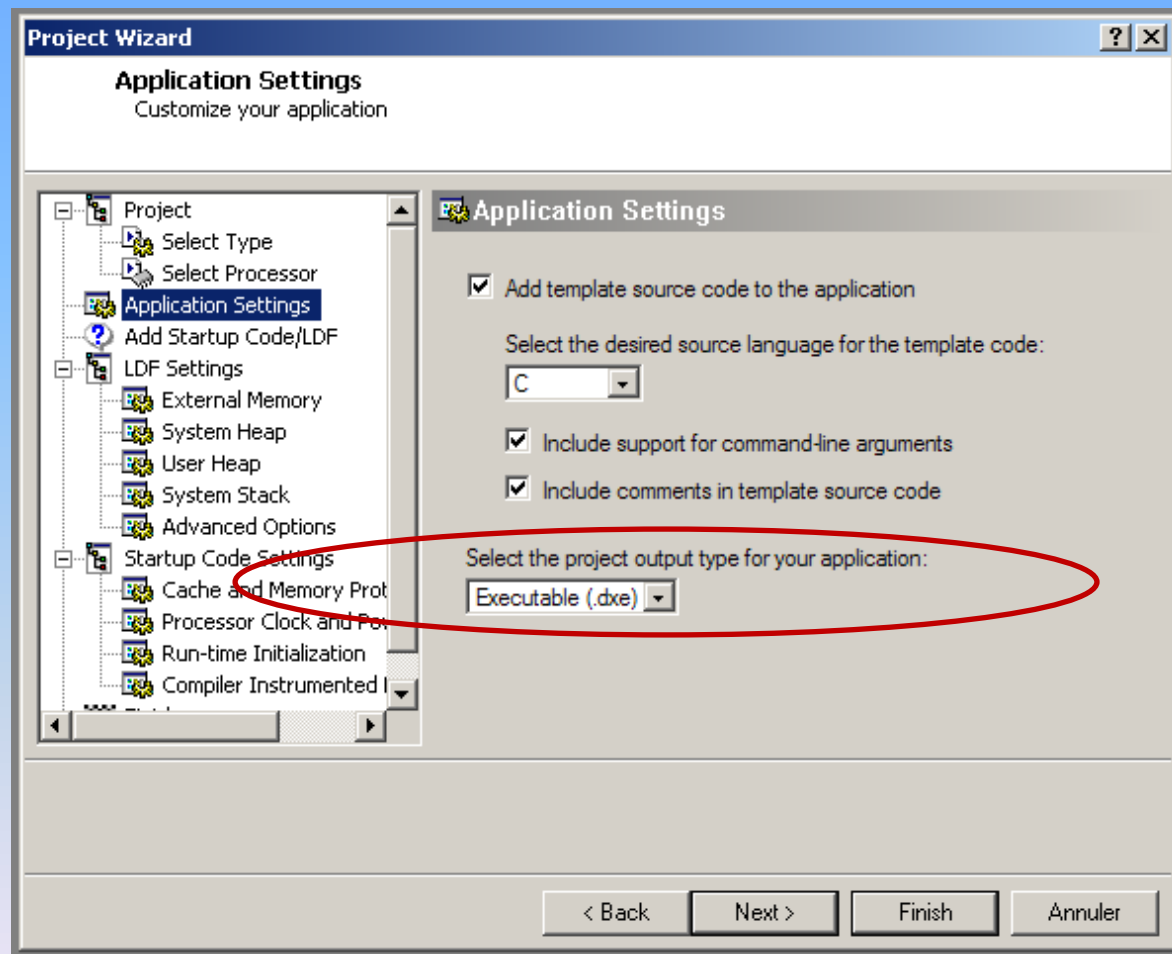 Project Wizard
Application Settings
Customize your application
Project
Select Type
Select Processor
Application Settings
Add Startup Code/LDF
LDF Settings
External Memory
System Heap
User Heap
System Stack
Advanced Options
Startup Code Settings
Cache and Memory Prot
Processor Clock and Po
Run-time Initialization
Compiler Instrumented
Application Settings
Add template source code to the application
Select the desired source language for the template code:
C
Include support for command-line arguments
Include comments in template source code
Select the project output type for your application:
Executable (.dxe)
< Back
Next >
Finish
Annuler